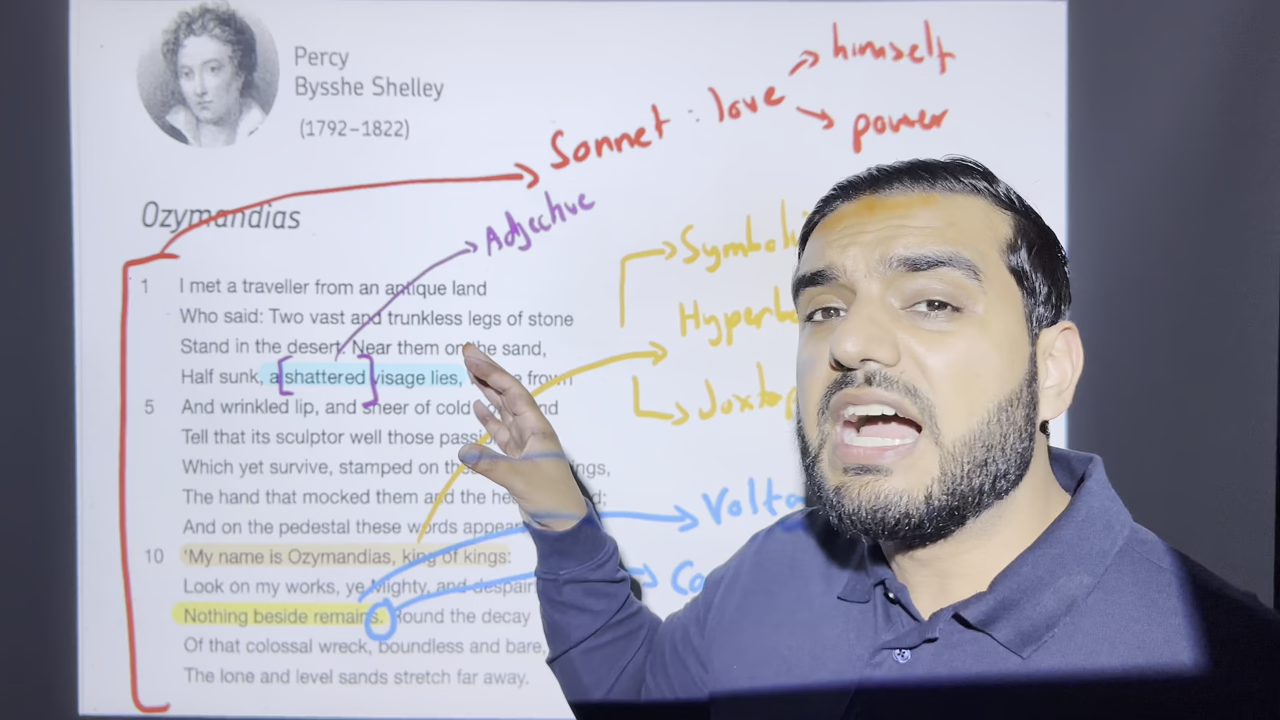 Percy
Bysshe Shelley
(1792–1822)
Sonnet : love
himself
power
Ozymandias
Adjective
1 I met a traveller from an antique land
Who said: Two vast and trunkless legs of stone
Stand in the desert. Near them on the sand,
Half sunk, a shattered visage lies, frown
5 And wrinkled lip, and sneer of cold
Tell that its sculptor well those
Which yet survive, stamped on
The hand that mocked them and the
And on the pedestal these words
10 'My name is Ozymandias, king of kings:
Look on my works, ye Mighty, and despair
Nothing beside remains. Round the decay
Of that colossal wreck, boundless and bare,
The lone and level sands stretch far away.
Volta